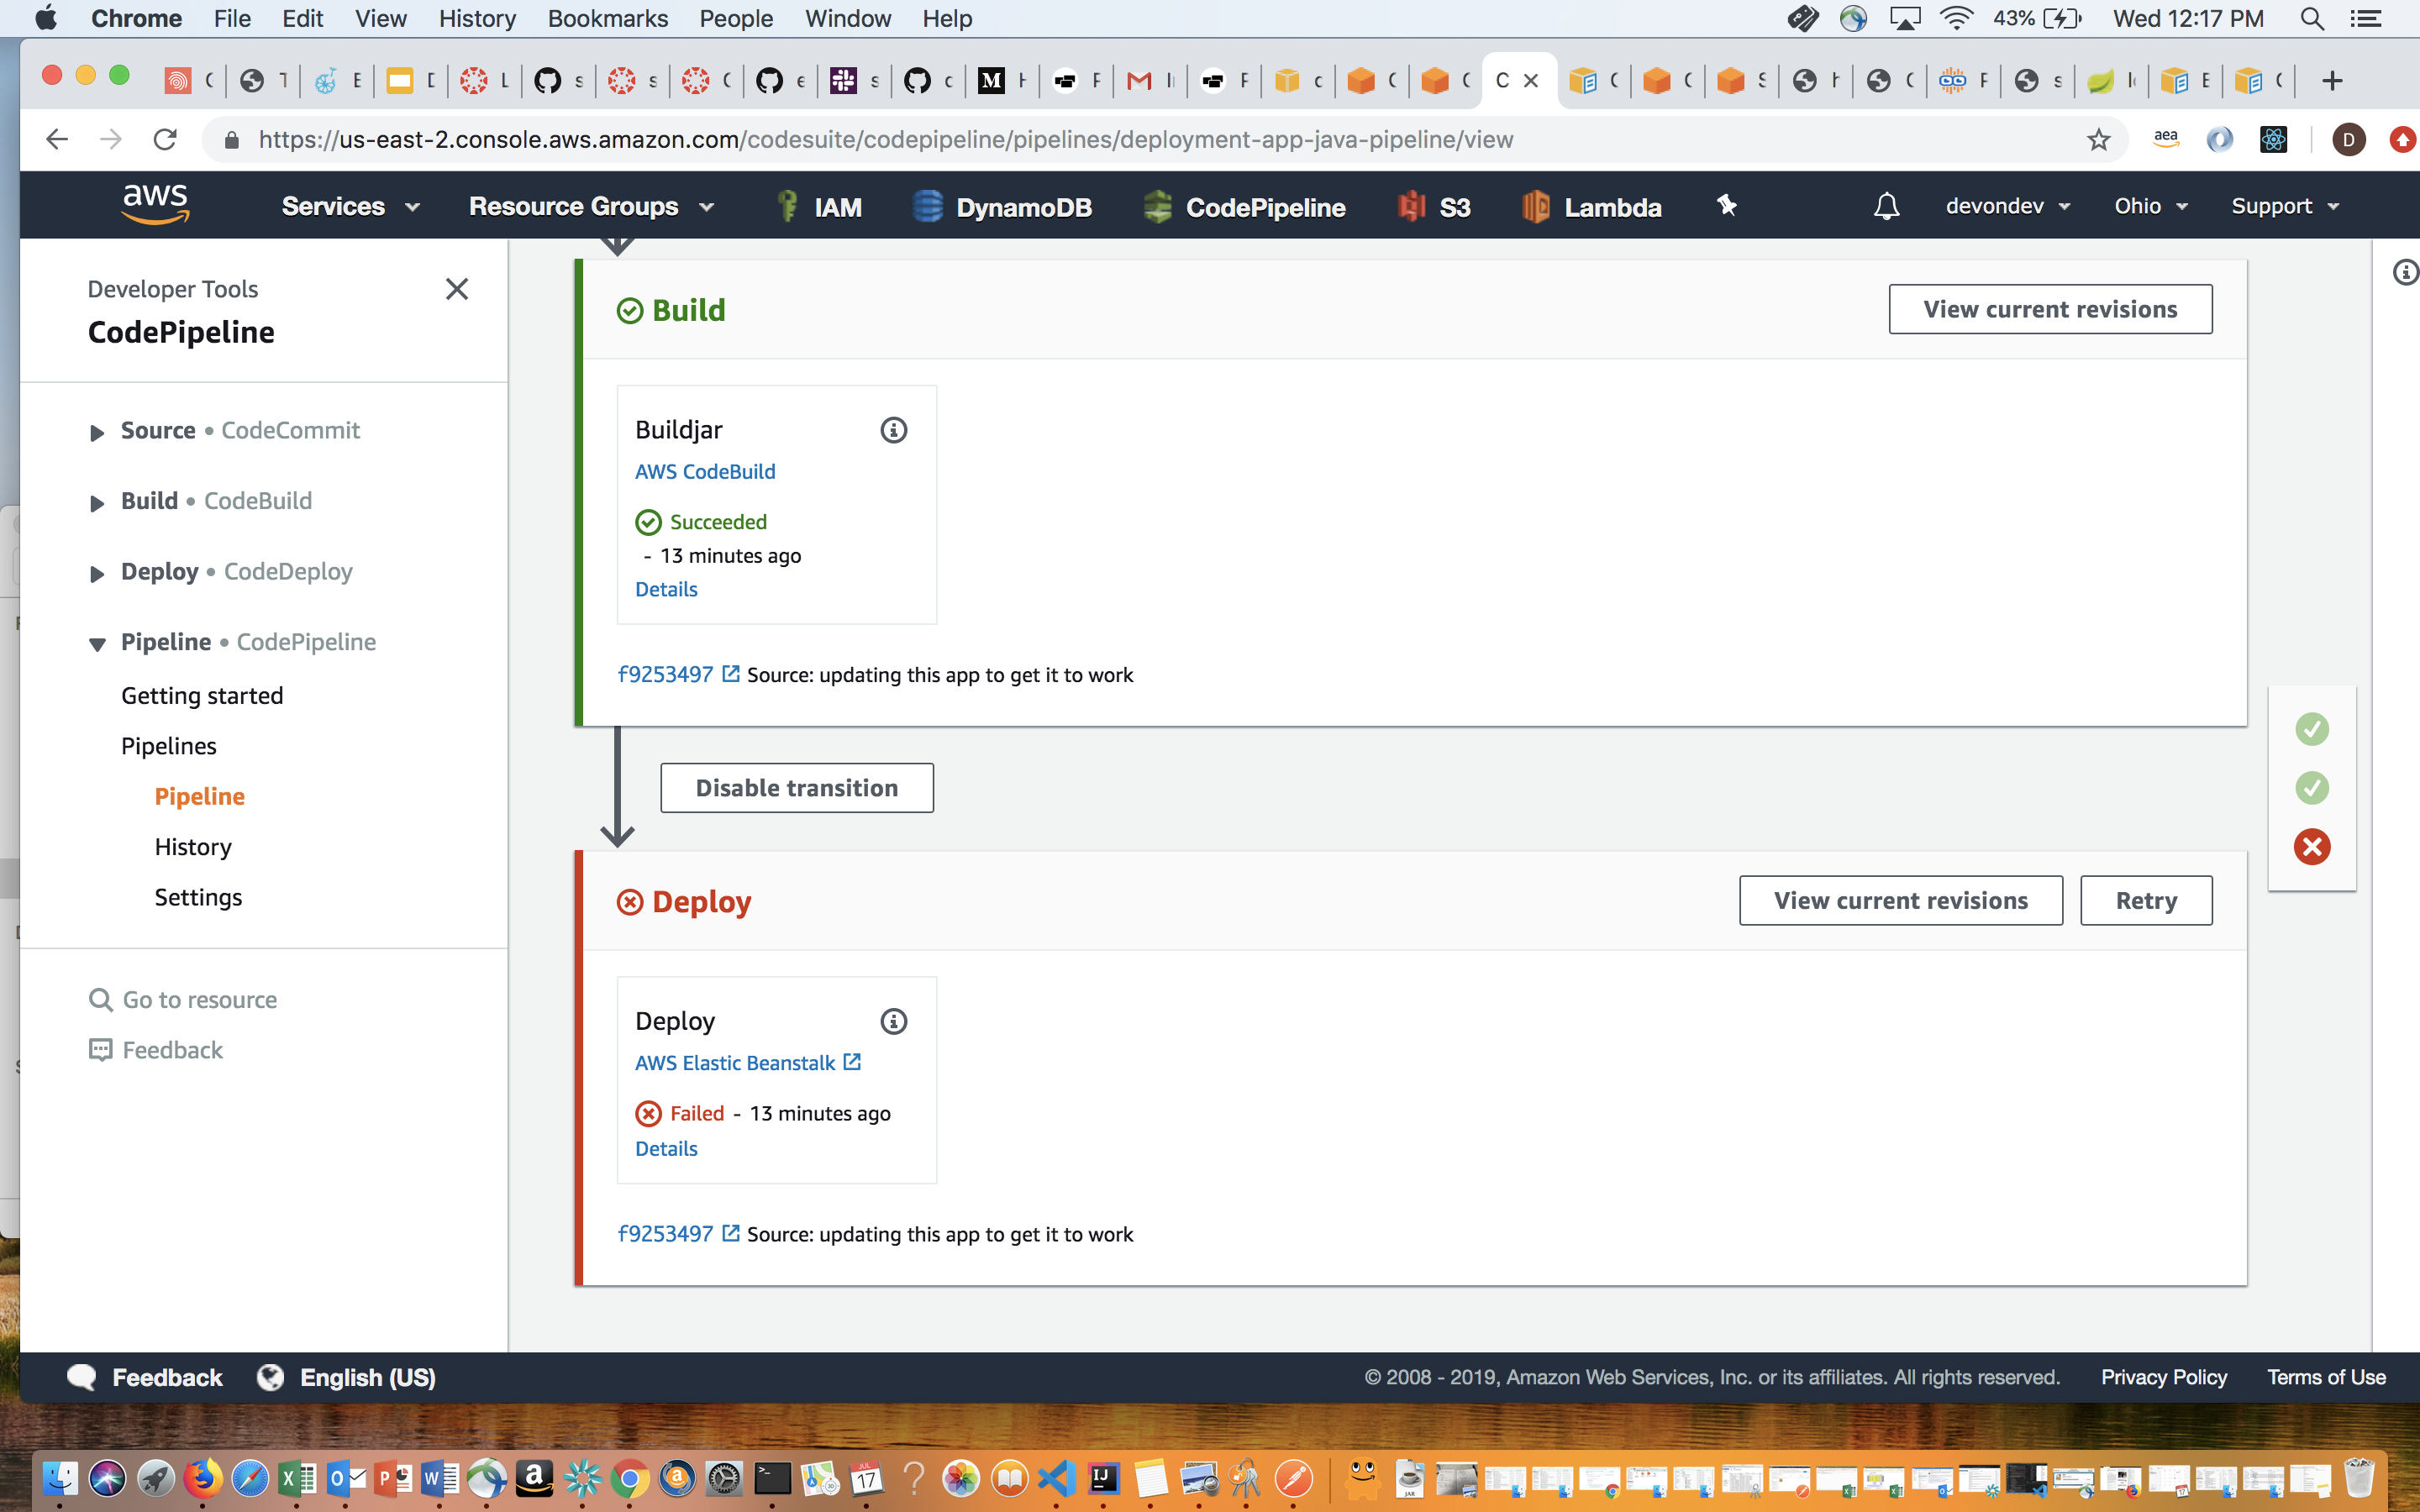 Chrome File Edit View History Bookmarks People Window Help 43% Wed 12:17 PM
https://us-east-2.console.aws.amazon.com/codesuite/codepipeline/pipelines/deployment-app-java-pipeline/view aea D
aws Services Resource Groups IAM DynamoDB CodePipeline S3 Lambda devondev Ohio Support
Developer Tools
CodePipeline
Source • CodeCommit
Build • CodeBuild
Deploy • CodeDeploy
Pipeline • CodePipeline
Getting started
Pipelines
Pipeline
History
Settings
Go to resource
Feedback
Build View current revisions
Buildjar
AWS CodeBuild
Succeeded
- 13 minutes ago
Details
f9253497 Source: updating this app to get it to work
Disable transition
Deploy View current revisions Retry
Deploy
AWS Elastic Beanstalk
Failed - 13 minutes ago
Details
f9253497 Source: updating this app to get it to work
Feedback English (US) © 2008 - 2019, Amazon Web Services, Inc. or its affiliates. All rights reserved. Privacy Policy Terms of Use
JUL
17